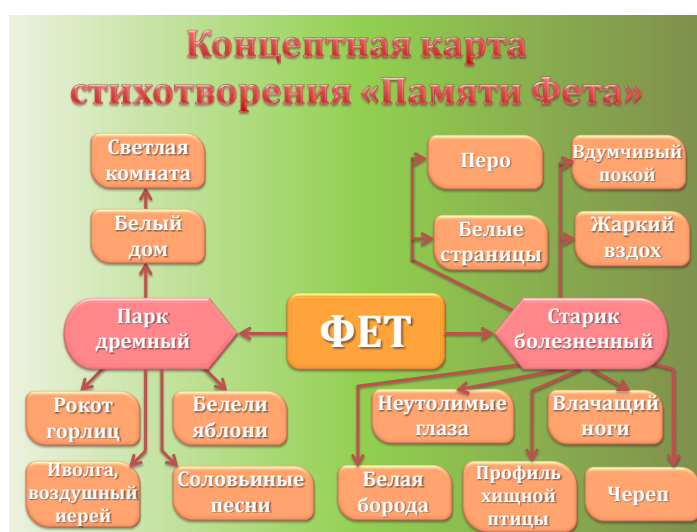 Концептная карта
стихотворения «Памяти Фета»
Светлая
комната
Перо
Вдумчивый
покой
Белый
дом
Белые
страницы
Жаркий
вздох
Парк
дремный
ФЕТ
Старик
болезненный
Рокот
горлиц
Белели
яблони
Неутолимые
глаза
Влачащий
ноги
Иволга,
воздушный
иерей
Соловьиные
песни
Белая
борода
Профиль
хищной
птицы
Череп